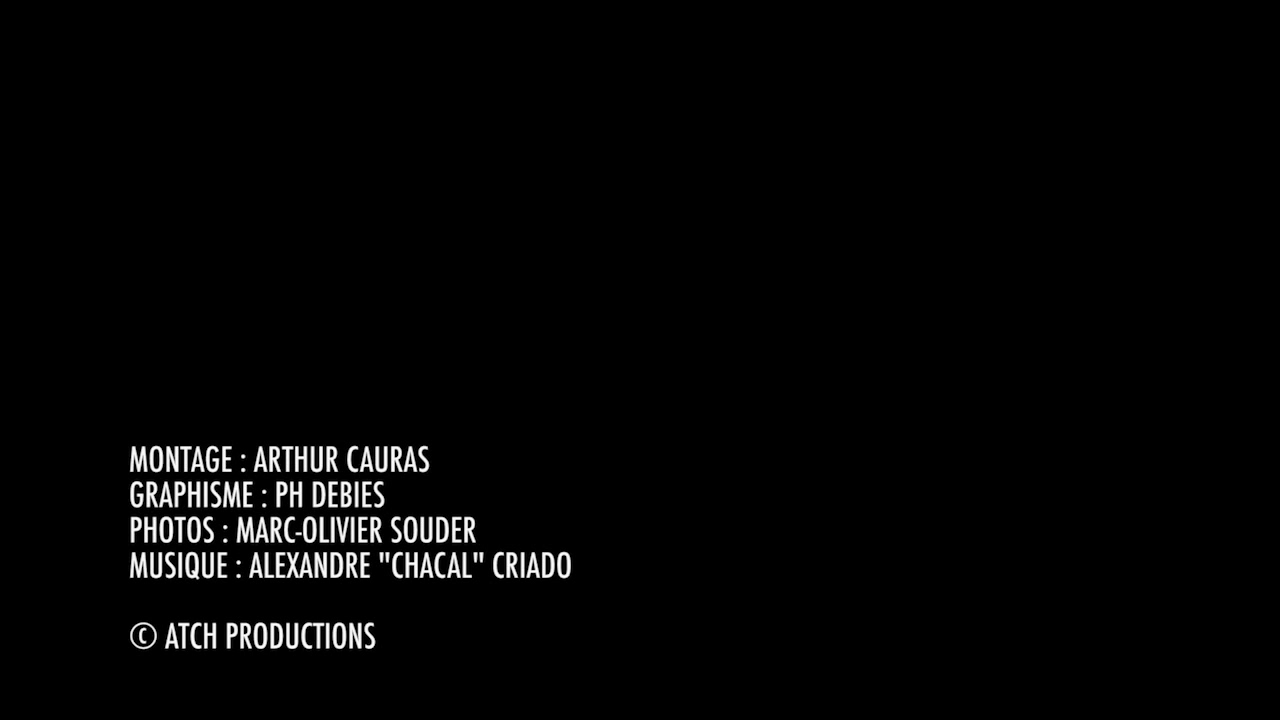 MONTAGE : ARTHUR CAURAS
GRAPHISME : PH DEBIES
PHOTOS : MARC-OLIVIER SOUDER
MUSIQUE : ALEXANDRE "CHACAL" CRIADO
© ATCH PRODUCTIONS